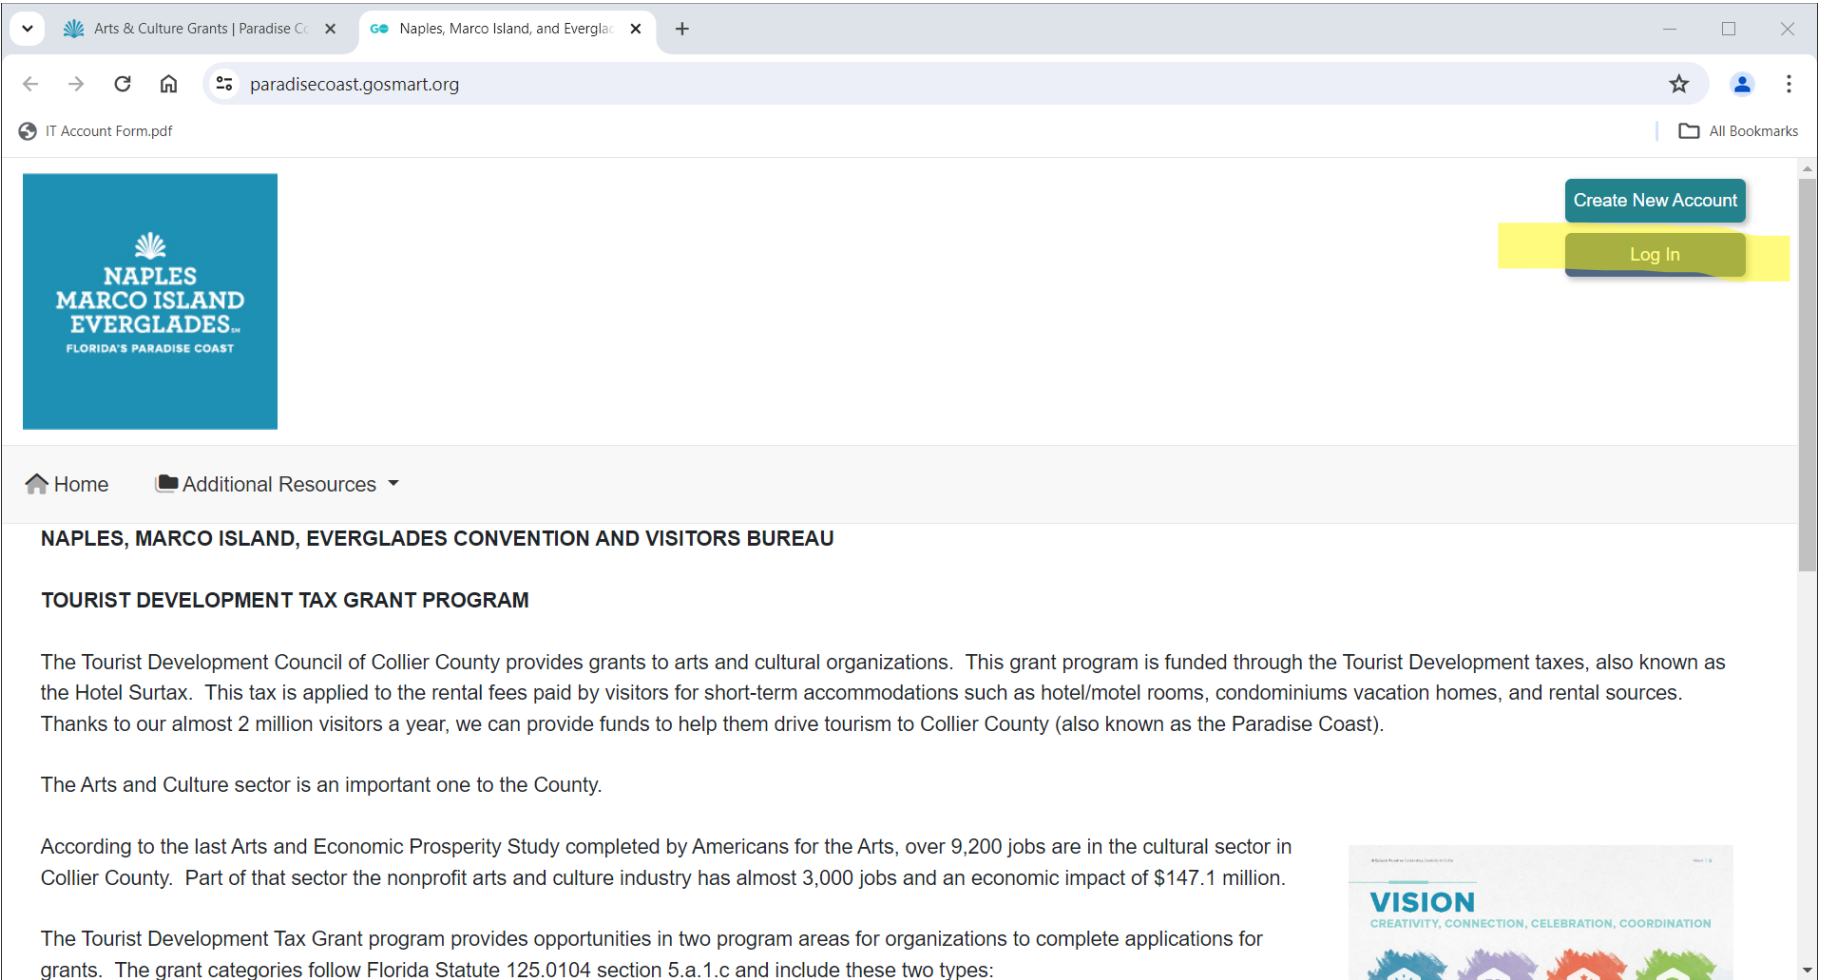 Arts & Culture Grants | Paradise Co
Naples, Marco Island, and Everglad
paradisecoast.gosmart.org
IT Account Form.pdf
All Bookmarks
Create New Account
Log In
NAPLES
MARCO ISLAND
EVERGLADES℠
FLORIDA'S PARADISE COAST
Home
Additional Resources
NAPLES, MARCO ISLAND, EVERGLADES CONVENTION AND VISITORS BUREAU
TOURIST DEVELOPMENT TAX GRANT PROGRAM
The Tourist Development Council of Collier County provides grants to arts and cultural organizations.  This grant program is funded through the Tourist Development taxes, also known as
the Hotel Surtax.  This tax is applied to the rental fees paid by visitors for short-term accommodations such as hotel/motel rooms, condominiums vacation homes, and rental sources.
Thanks to our almost 2 million visitors a year, we can provide funds to help them drive tourism to Collier County (also known as the Paradise Coast).
The Arts and Culture sector is an important one to the County.
According to the last Arts and Economic Prosperity Study completed by Americans for the Arts, over 9,200 jobs are in the cultural sector in
Collier County.  Part of that sector the nonprofit arts and culture industry has almost 3,000 jobs and an economic impact of $147.1 million.
VISION
CREATIVITY, CONNECTION, CELEBRATION, COORDINATION
The Tourist Development Tax Grant program provides opportunities in two program areas for organizations to complete applications for
grants.  The grant categories follow Florida Statute 125.0104 section 5.a.1.c and include these two types: